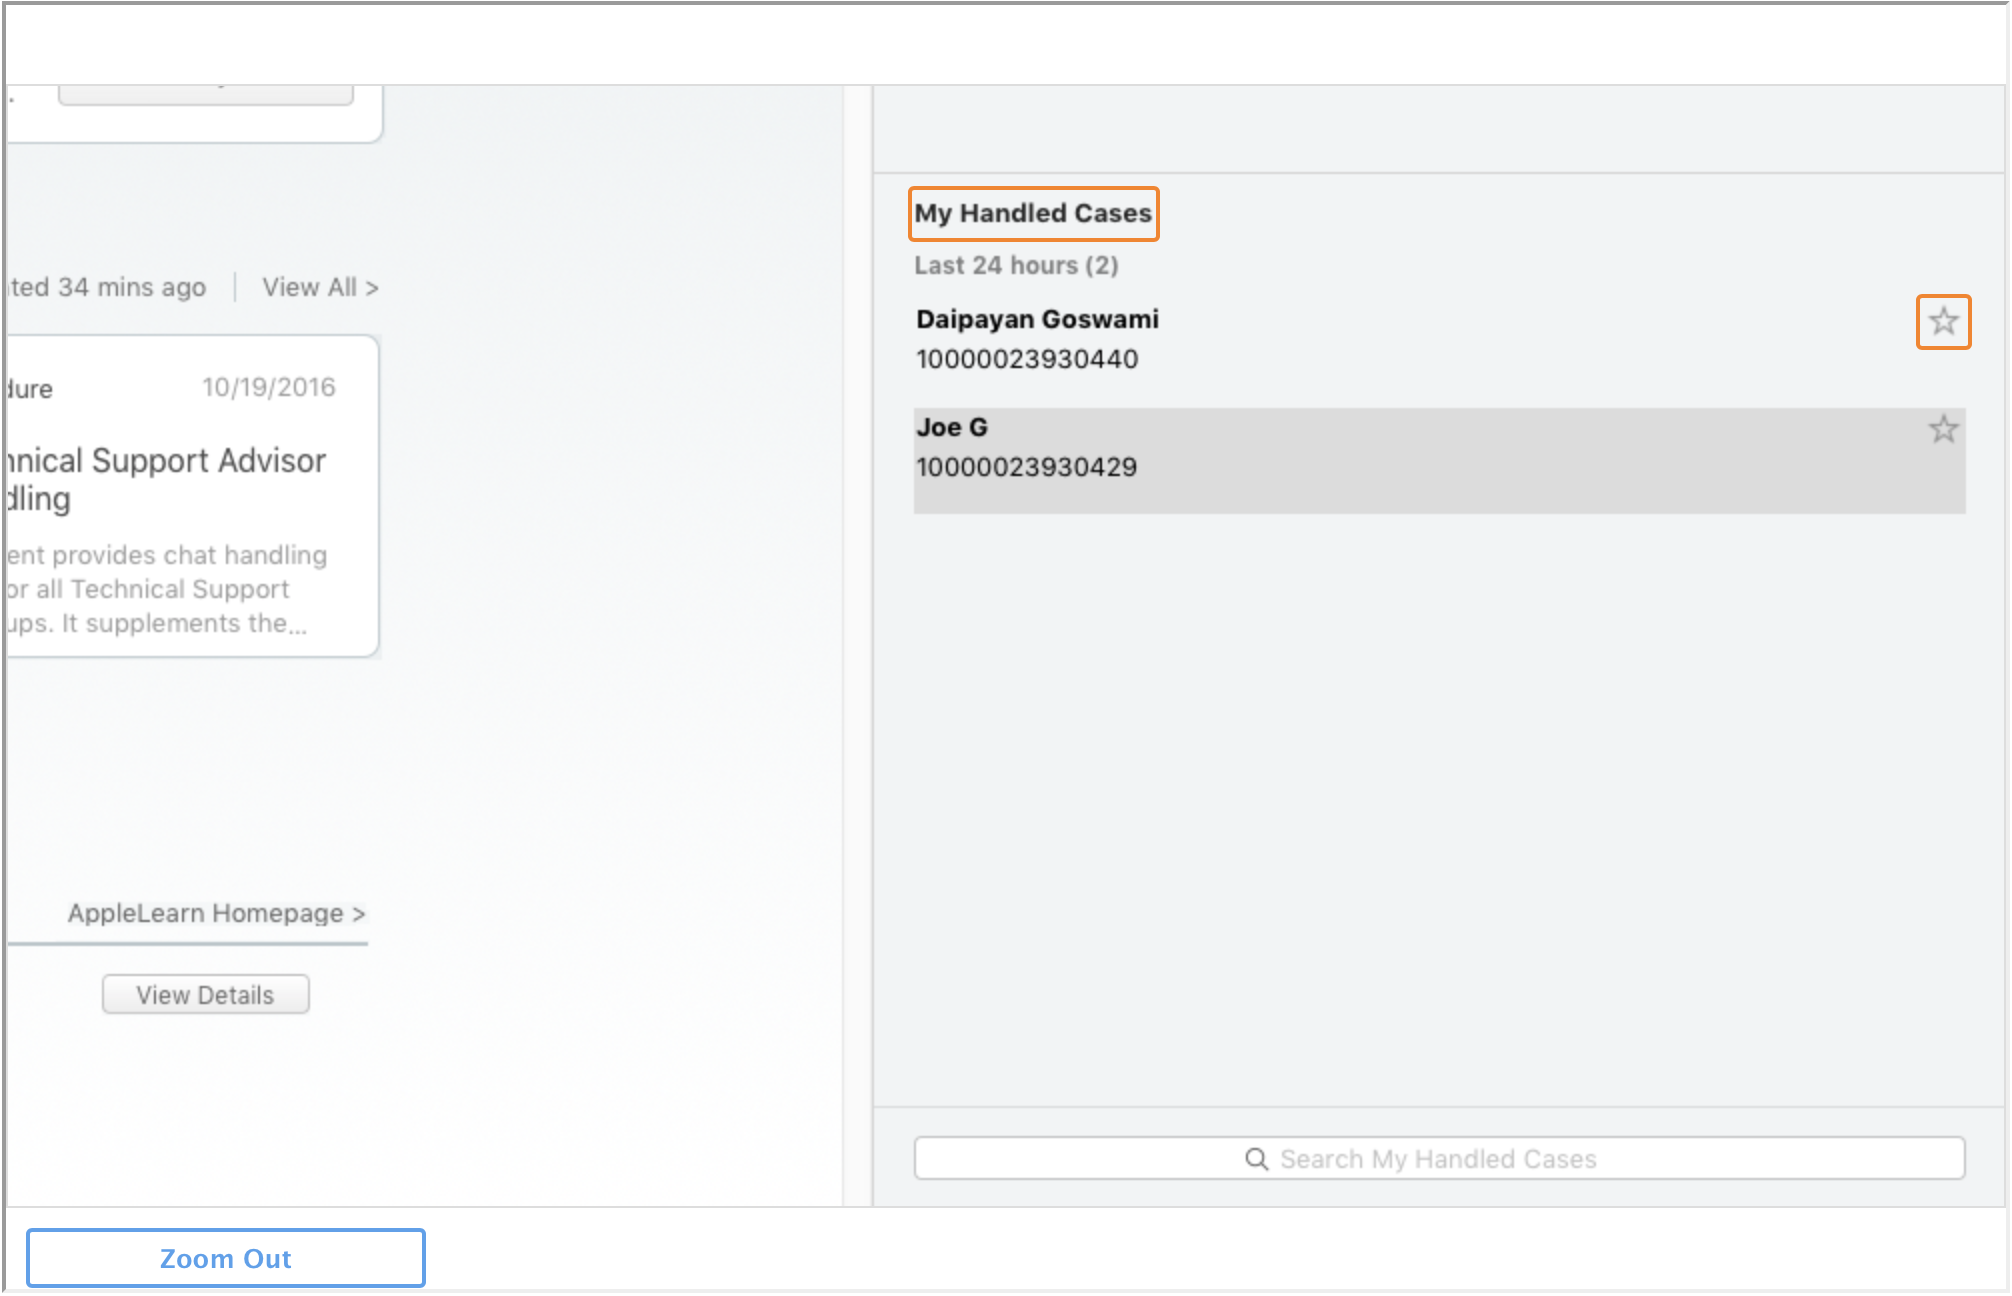 ted 34 mins ago
View All >
dure
10/19/2016
nical Support Advisor
dling
ent provides chat handling
or all Technical Support
ups. It supplements the...
AppleLearn Homepage >
View Details
My Handled Cases
Last 24 hours (2)
Daipayan Goswami
10000023930440
Joe G
10000023930429
Search My Handled Cases
Zoom Out